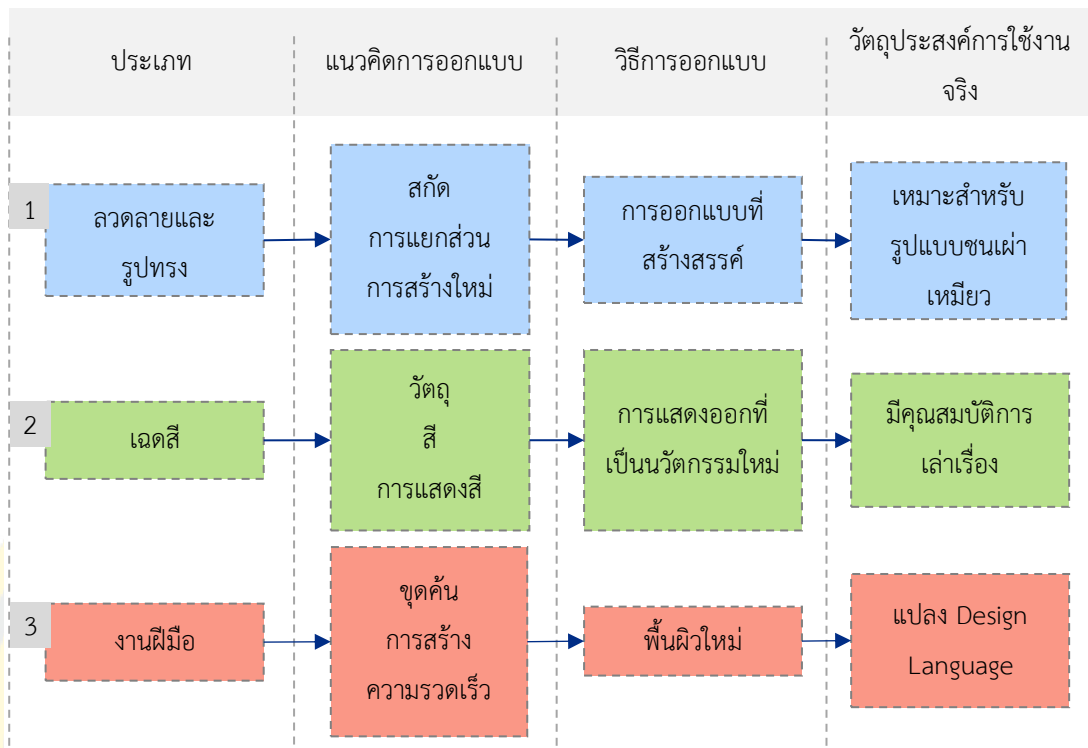 ประเภท
แนวคิดการออกแบบ
วิธีการออกแบบ
วัตถุประสงค์การใช้งาน
จริง
1
ลวดลายและ
รูปทรง
สกัด
การแยกส่วน
การสร้างใหม่
การออกแบบที่
สร้างสรรค์
เหมาะสำหรับ
รูปแบบชนเผ่า
เหมียว
2
เฉดสี
วัตถุ
สี
การแสดงสี
การแสดงออกที่
เป็นนวัตกรรมใหม่
มีคุณสมบัติการ
เล่าเรื่อง
3
งานฝีมือ
ขุดค้น
การสร้าง
ความรวดเร็ว
พื้นผิวใหม่
แปลง Design
Language